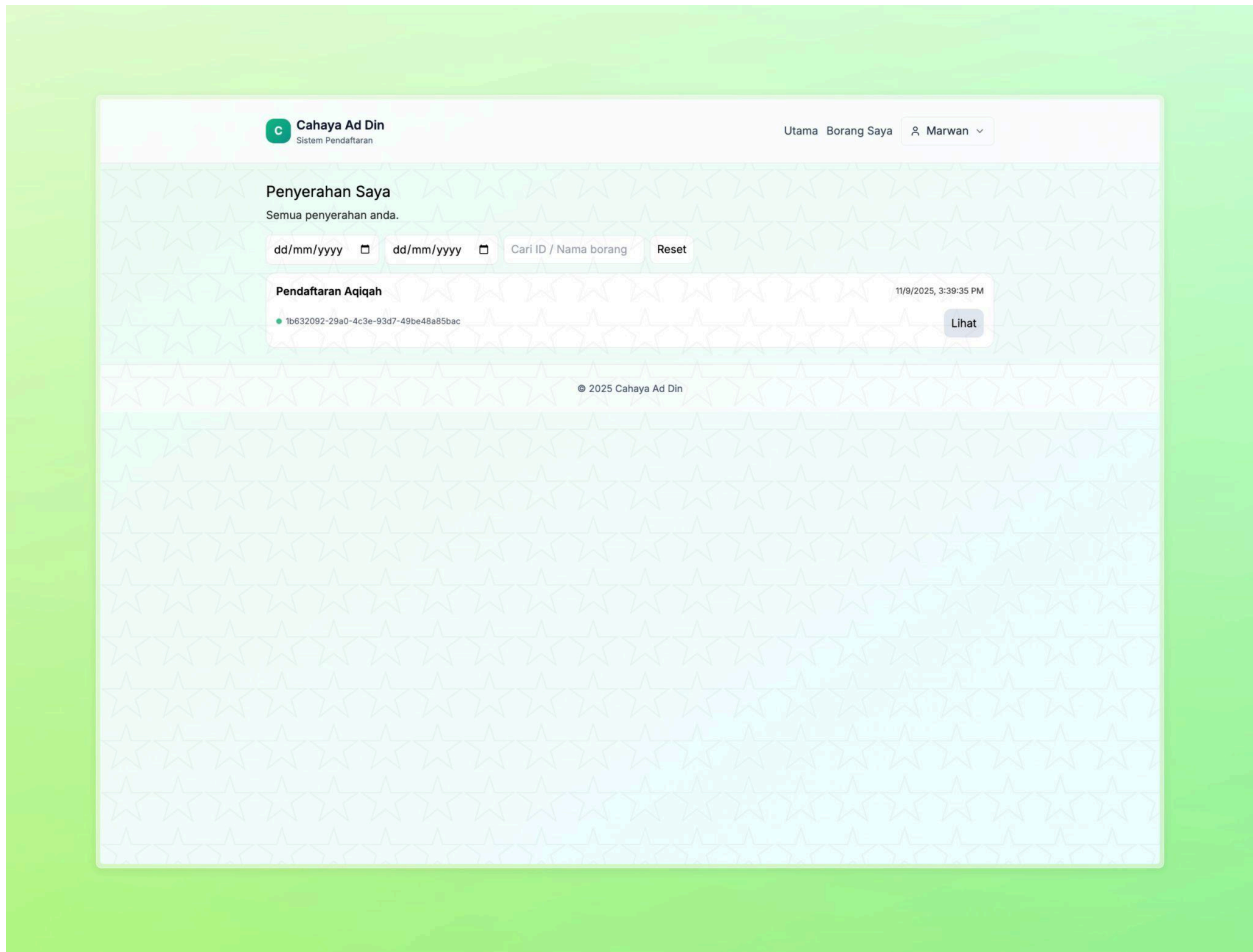 C
Cahaya Ad Din
Sistem Pendaftaran
Utama Borang Saya Marwan
Penyerahan Saya
Semua penyerahan anda.
dd/mm/yyyy dd/mm/yyyy Cari ID / Nama borang Reset
Pendaftaran Aqiqah 11/9/2025, 3:39:35 PM
1b632092-29a0-4c3e-93d7-49be48a85bac Lihat
© 2025 Cahaya Ad Din